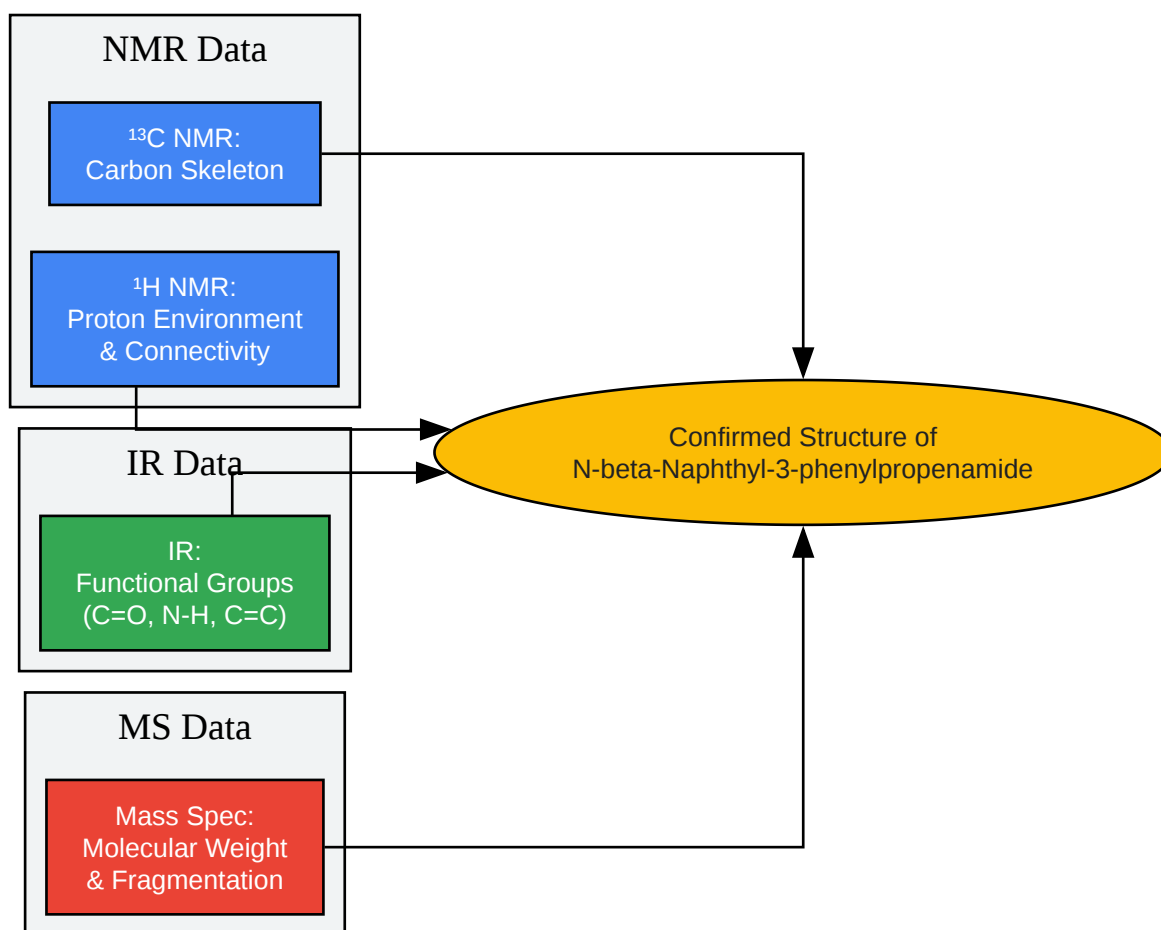 NMR Data
¹³C NMR:
Carbon Skeleton
¹H NMR:
Proton Environment
& Connectivity
IR Data
IR:
Functional Groups
(C=O, N-H, C=C)
MS Data
Mass Spec:
Molecular Weight
& Fragmentation
Confirmed Structure of
N-beta-Naphthyl-3-phenylpropenamide